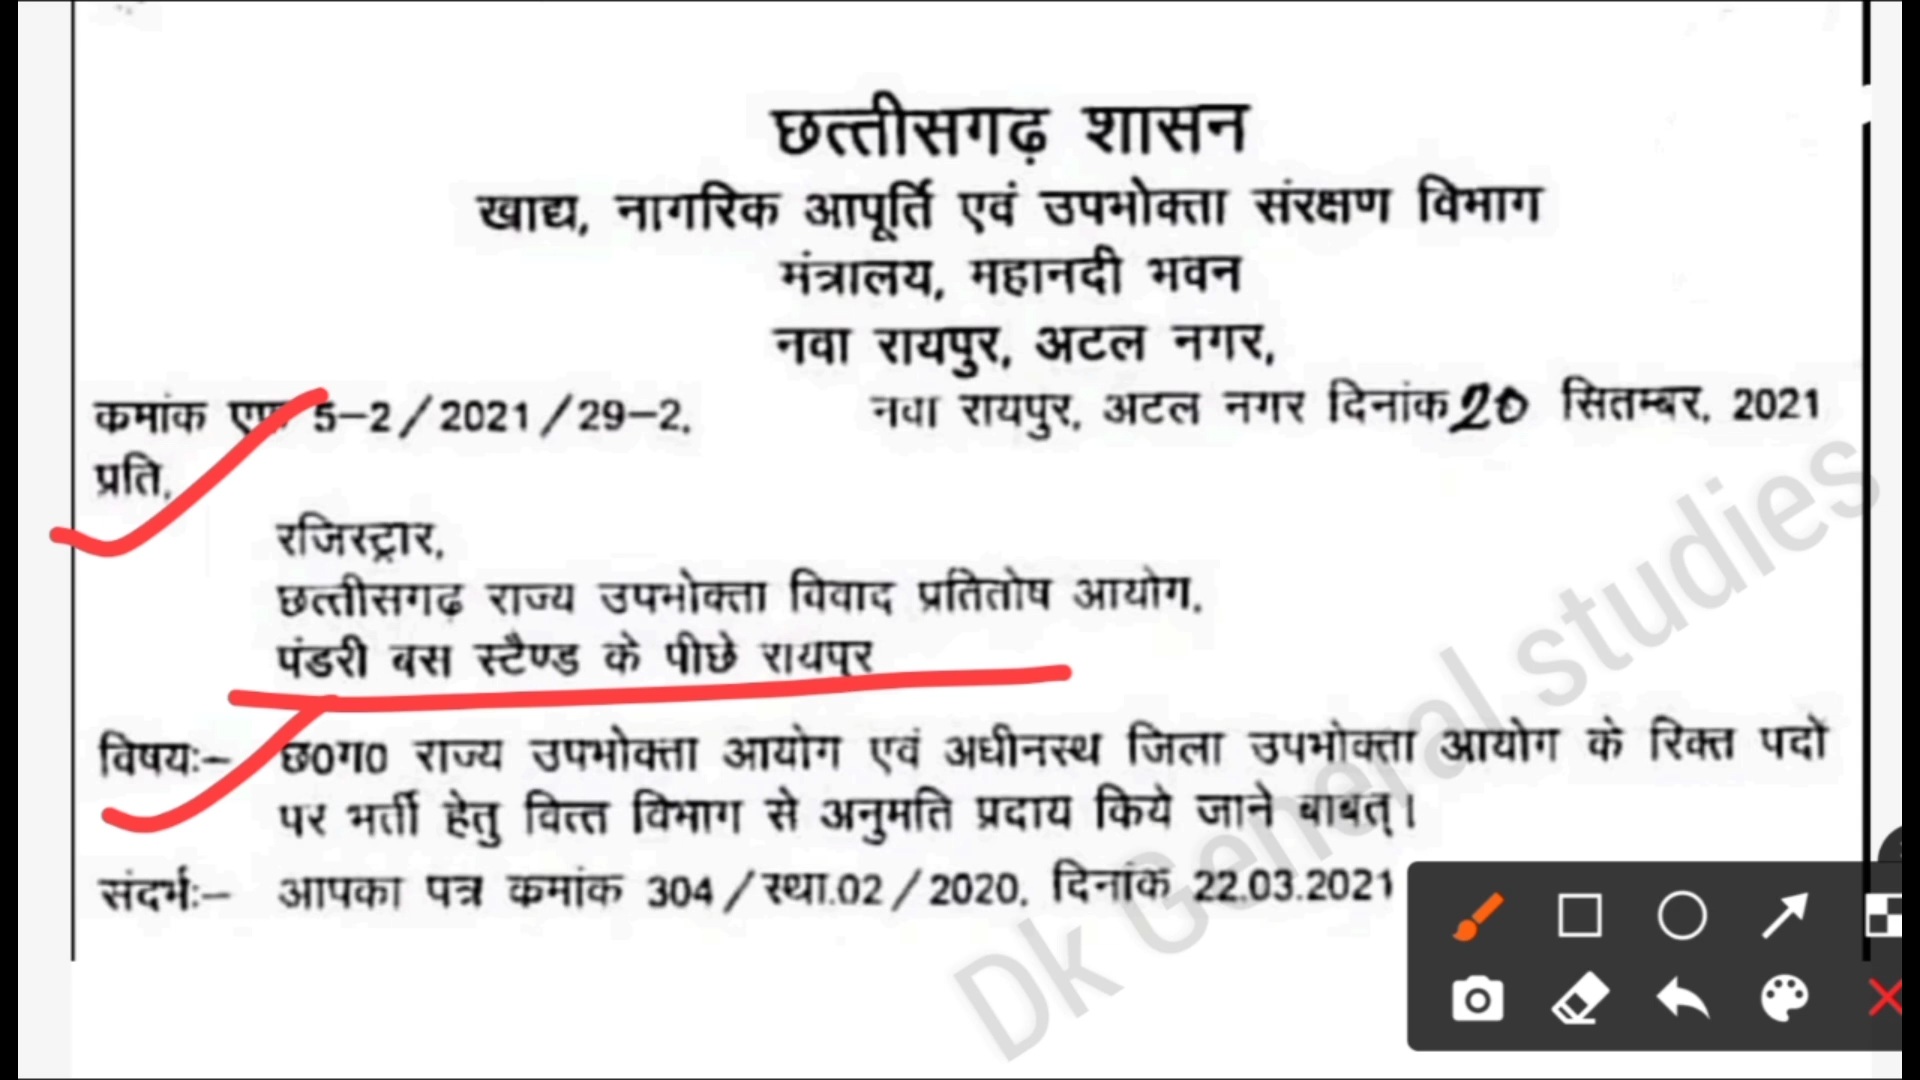 छत्तीसगढ़ शासन
खाद्य, नागरिक आपूर्ति एवं उपभोक्ता संरक्षण विभाग
मंत्रालय, महानदी भवन
नवा रायपुर, अटल नगर,
कमांक एफ 5-2/2021/29-2, नवा रायपुर, अटल नगर दिनांक 20 सितम्बर, 2021
प्रति,
रजिस्ट्रार,
छत्तीसगढ़ राज्य उपभोक्ता विवाद प्रतितोष आयोग,
पंडरी बस स्टैण्ड के पीछे रायपुर
विषयः- छ0ग0 राज्य उपभोक्ता आयोग एवं अधीनस्थ जिला उपभोक्ता आयोग के रिक्त पदों
पर भर्ती हेतु वित्त विभाग से अनुमति प्रदाय किये जाने बाबत्।
संदर्भः- आपका पत्र कमांक 304/स्था.02/2020, दिनांक 22.03.2021
Dk General studies